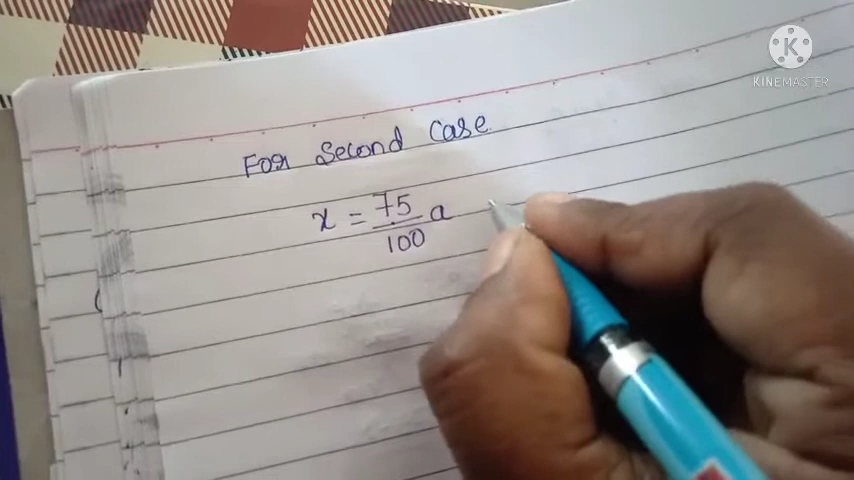 KINEMASTER
For Second Case
x = 75/100 a